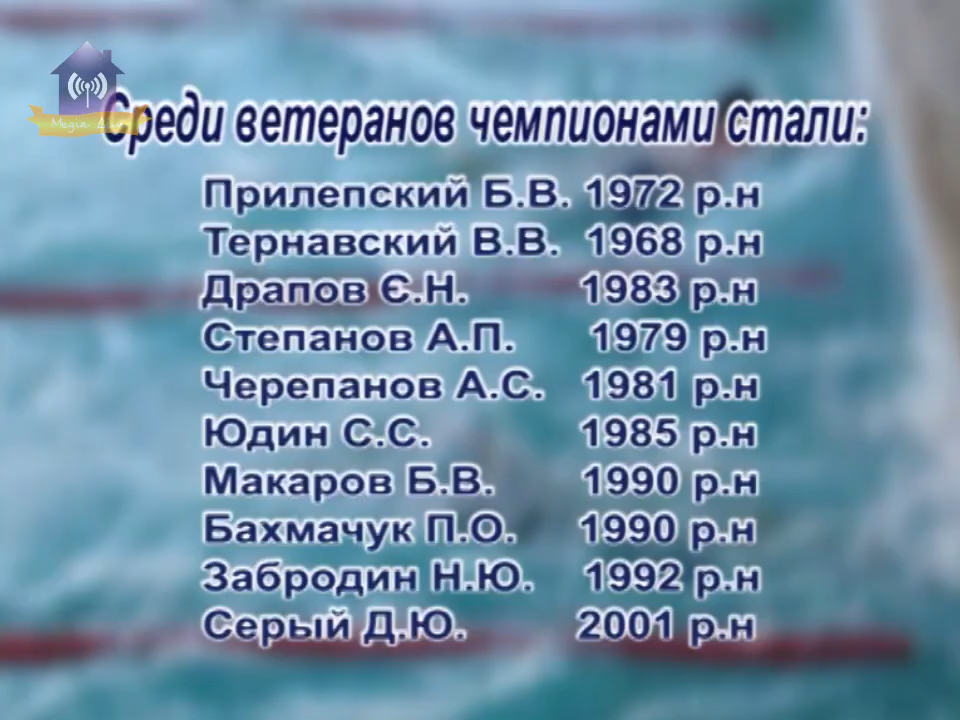 Среди ветеранов чемпионами стали:
Прилепский Б.В. 1972 р.н
Тернавский В.В. 1968 р.н
Драпов Є.Н. 1983 р.н
Степанов А.П. 1979 р.н
Черепанов А.С. 1981 р.н
Юдин С.С. 1985 р.н
Макаров Б.В. 1990 р.н
Бахмачук П.О. 1990 р.н
Забродин Н.Ю. 1992 р.н
Серый Д.Ю. 2001 р.н